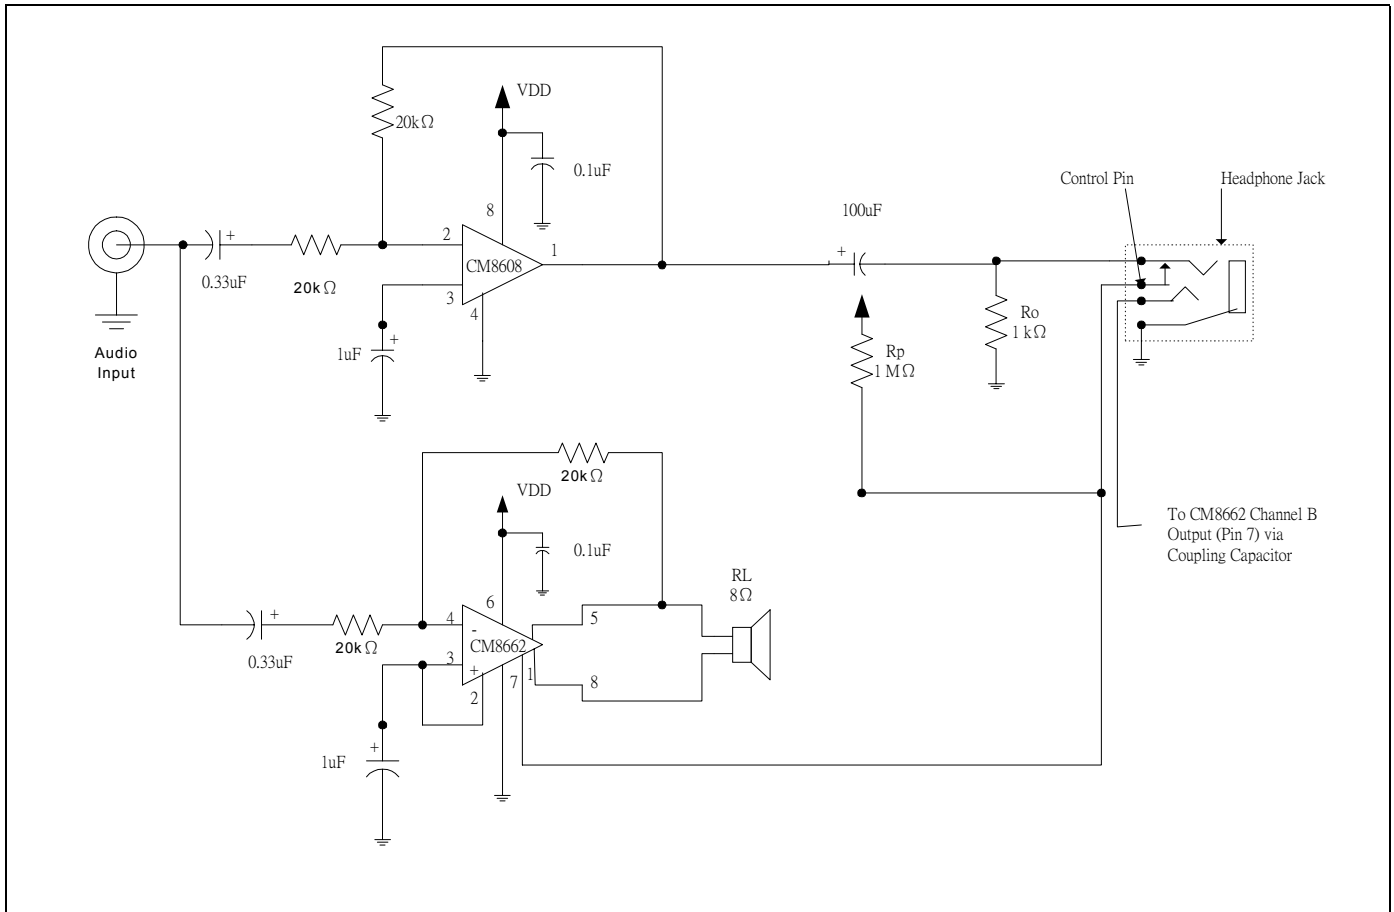 VDD
20kΩ
0.1uF
8
2
1
CM8608
3
4
0.33uF
20kΩ
1uF
Audio
Input
100uF
Control Pin
Headphone Jack
Ro
1 kΩ
Rp
1 MΩ
20kΩ
VDD
0.1uF
6
4
5
-
CM8662
3
+
2
7
1
8
0.33uF
20kΩ
1uF
RL
8Ω
To CM8662 Channel B
Output (Pin 7) via
Coupling Capacitor
+
+
+
+
+